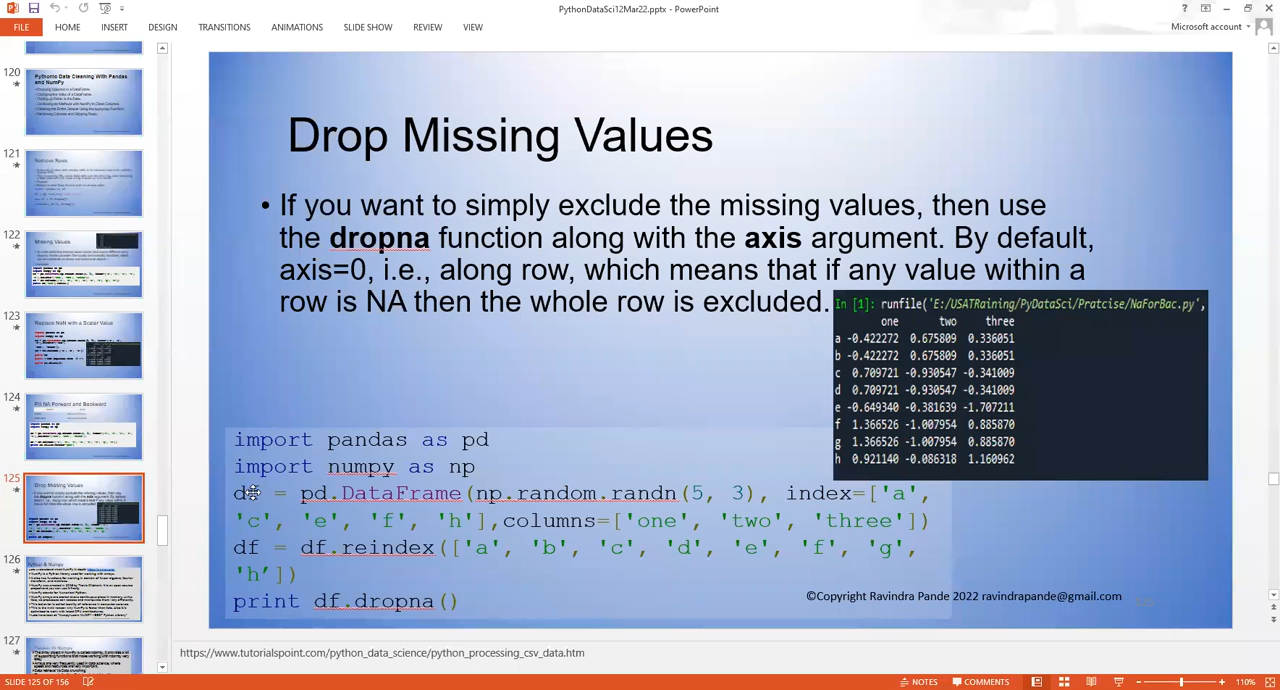 PythonDataSci12Mar22.pptx - PowerPoint
FILE HOME INSERT DESIGN TRANSITIONS ANIMATIONS SLIDE SHOW REVIEW VIEW
Microsoft account
120
Pythonic Data Cleaning With Pandas and NumPy
121
Remove Rows
122
Missing Values
123
Replace NaN with a Scalar Value
124
Fill NA Forward and Backward
125
Drop Missing Values
126
Python & Numpy
127
Drop Missing Values
• If you want to simply exclude the missing values, then use
the dropna function along with the axis argument. By default,
axis=0, i.e., along row, which means that if any value within a
row is NA then the whole row is excluded.
In [1]: runfile('E:/USATRaining/PyDataSci/Pratcise/NaForBac.py',
one two three
a -0.422272 0.675809 0.336051
b -0.422272 0.675809 0.336051
c 0.709721 -0.930547 -0.341009
d 0.709721 -0.930547 -0.341009
e -0.649340 -0.381639 -1.707211
f 1.366526 -1.007954 0.885870
g 1.366526 -1.007954 0.885870
h 0.921140 -0.086318 1.160962
import pandas as pd
import numpy as np
df = pd.DataFrame(np.random.randn(5, 3), index=['a',
'c', 'e', 'f', 'h'],columns=['one', 'two', 'three'])
df = df.reindex(['a', 'b', 'c', 'd', 'e', 'f', 'g',
'h'])
print df.dropna()
©Copyright Ravindra Pande 2022 ravindrapande@gmail.com
125
https://www.tutorialspoint.com/python_data_science/python_processing_csv_data.htm
SLIDE 125 OF 156
NOTES COMMENTS 110%